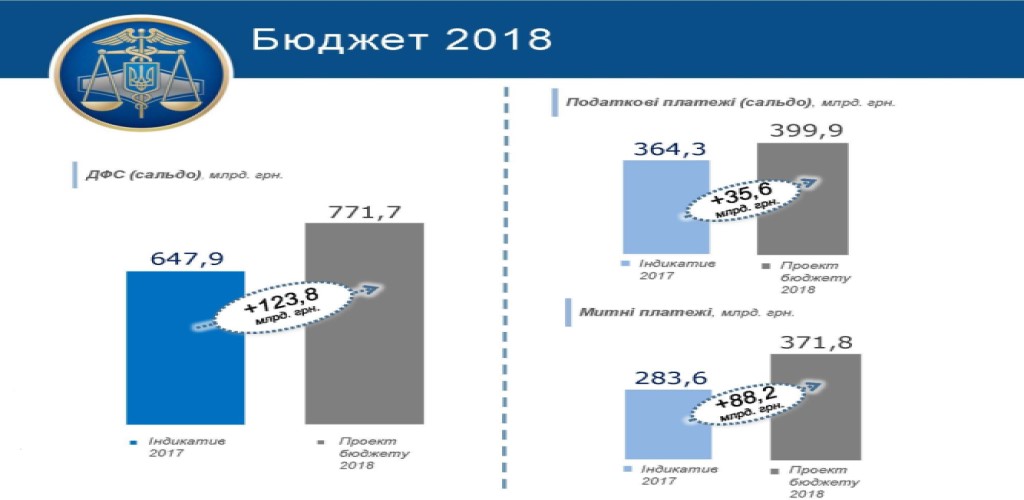 Бюджет 2018
ДФС (сальдо), млрд. грн.
647,9
771,7
+123,8
млрд. грн.
Індикатив
2017
Проект
бюджету
2018
Податкові платежі (сальдо), млрд. грн.
364,3
399,9
+35,6
млрд. грн.
Індикатив
2017
Проект
бюджету
2018
Митні платежі, млрд. грн.
283,6
371,8
+88,2
млрд. грн.
Індикатив
2017
Проект
бюджету
2018